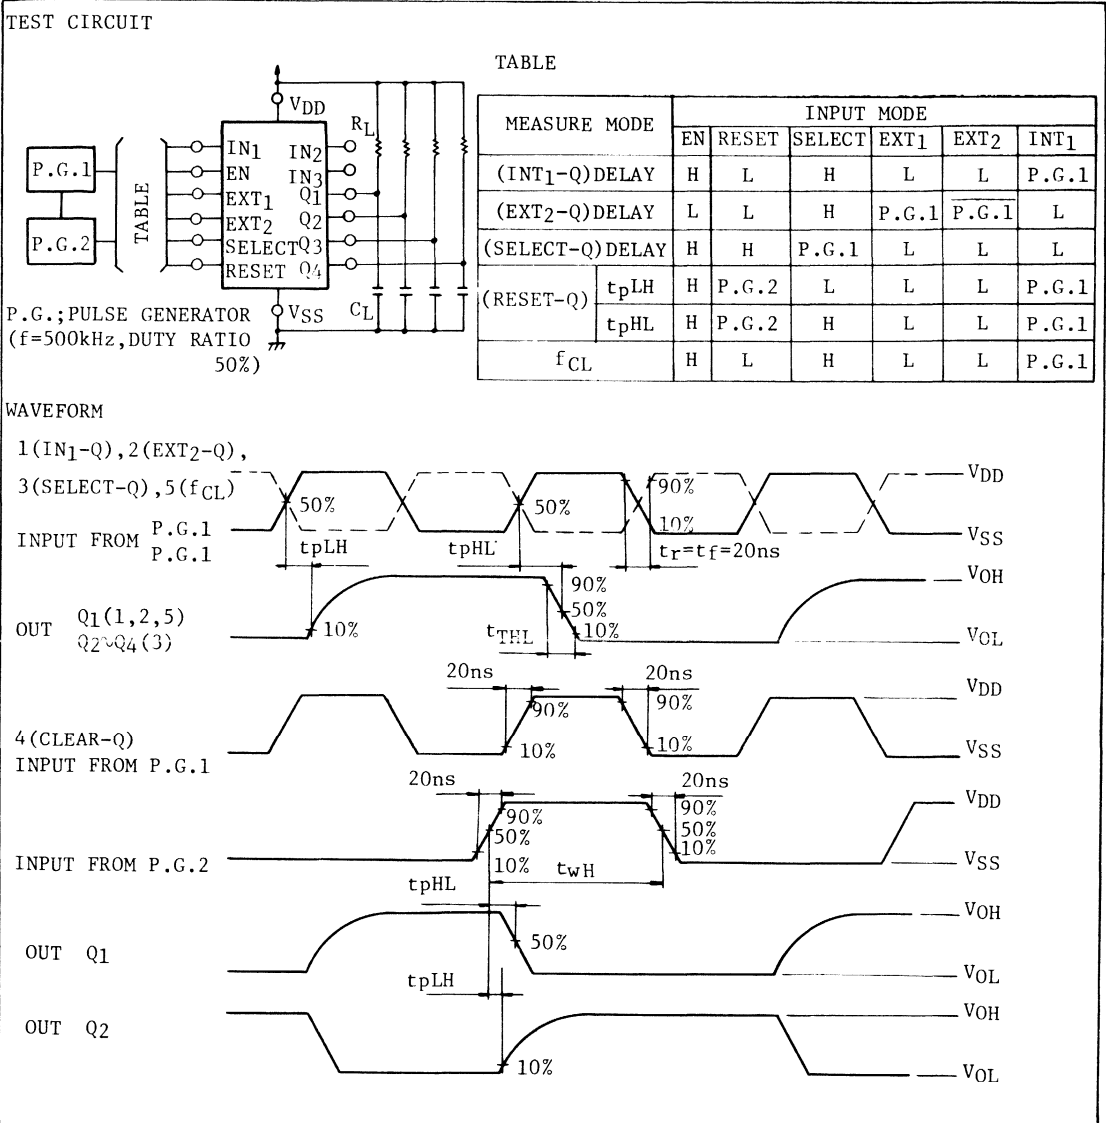 TEST CIRCUIT
VDD
RL
P.G.1
P.G.2
TABLE
IN1 IN2
EN IN3
EXT1 Q1
EXT2 Q2
SELECT Q3
RESET Q4
VSS
CL
P.G.;PULSE GENERATOR
(f=500kHz,DUTY RATIO
50%)
TABLE
MEASURE MODE INPUT MODE
EN RESET SELECT EXT1 EXT2 INT1
(INT1-Q)DELAY H L H L L P.G.1
(EXT2-Q)DELAY L L H P.G.1 P.G.1 L
(SELECT-Q)DELAY H H P.G.1 L L L
(RESET-Q) tpLH H P.G.2 L L L P.G.1
tpHL H P.G.2 H L L P.G.1
fCL H L H L L P.G.1
WAVEFORM
1(IN1-Q),2(EXT2-Q),
3(SELECT-Q),5(fCL)
INPUT FROM P.G.1
P.G.1
50% 50% 90% VDD
10% VSS
tpLH tpHL tr=tf=20ns
OUT Q1(1,2,5)
Q2~Q4(3)
10% 90% VOH
50%
10% VOL
tTHL
20ns 20ns
4(CLEAR-Q)
INPUT FROM P.G.1
90% 90% VDD
10% 10% VSS
20ns 20ns
INPUT FROM P.G.2
90% 90% VDD
50% 50%
10% 10% VSS
twH
tpHL
OUT Q1
50%
VOH
VOL
tpLH
OUT Q2
10%
VOH
VOL